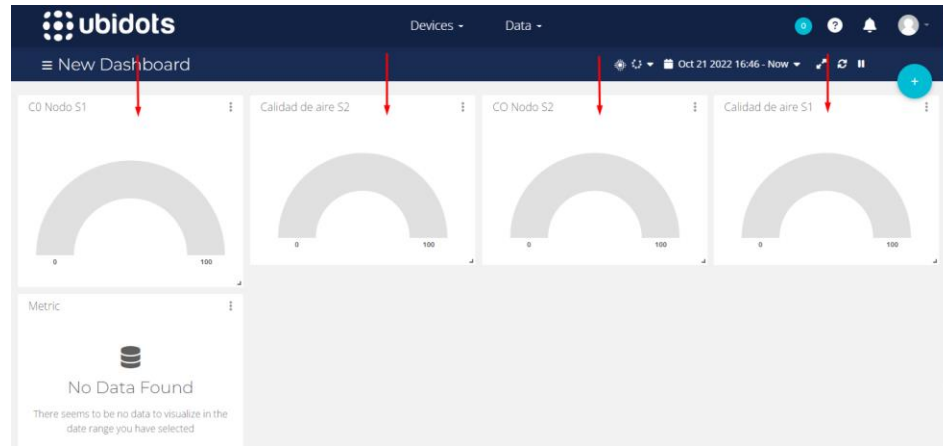 ubidots
Devices
Data
0
?
New Dashboard
Oct 21 2022 16:46 - Now
+
C0 Nodo S1
Calidad de aire S2
CO Nodo S2
Calidad de aire S1
0
100
0
100
0
100
0
100
Metric
No Data Found
There seems to be no data to visualize in the
date range you have selected